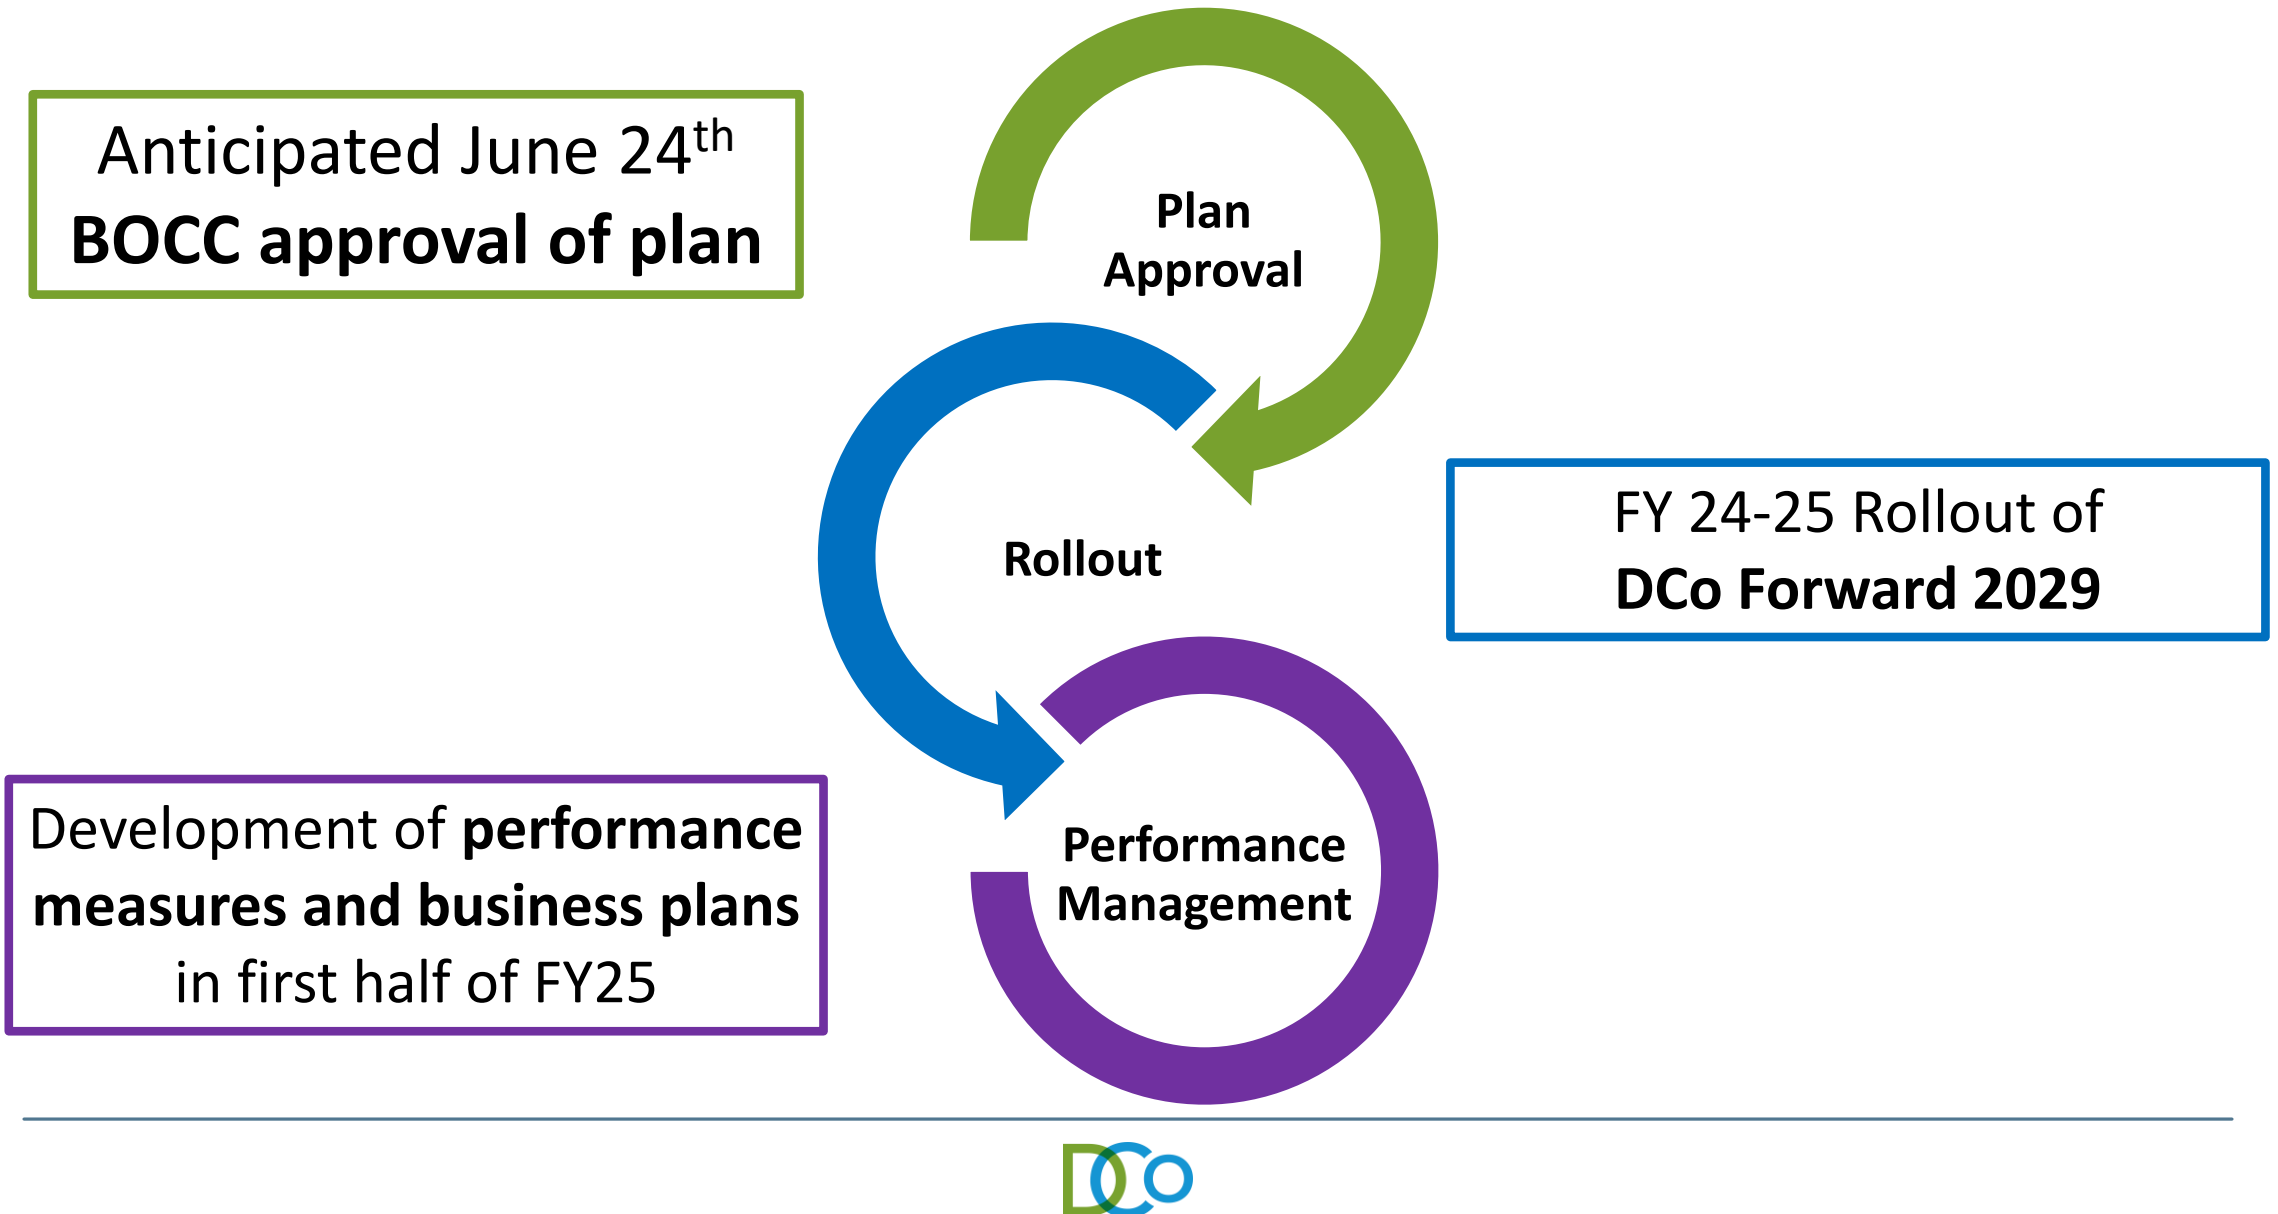 Anticipated June 24th
BOCC approval of plan
Plan
Approval
Rollout
FY 24-25 Rollout of
DCo Forward 2029
Development of performance
measures and business plans
in first half of FY25
Performance
Management
DCo